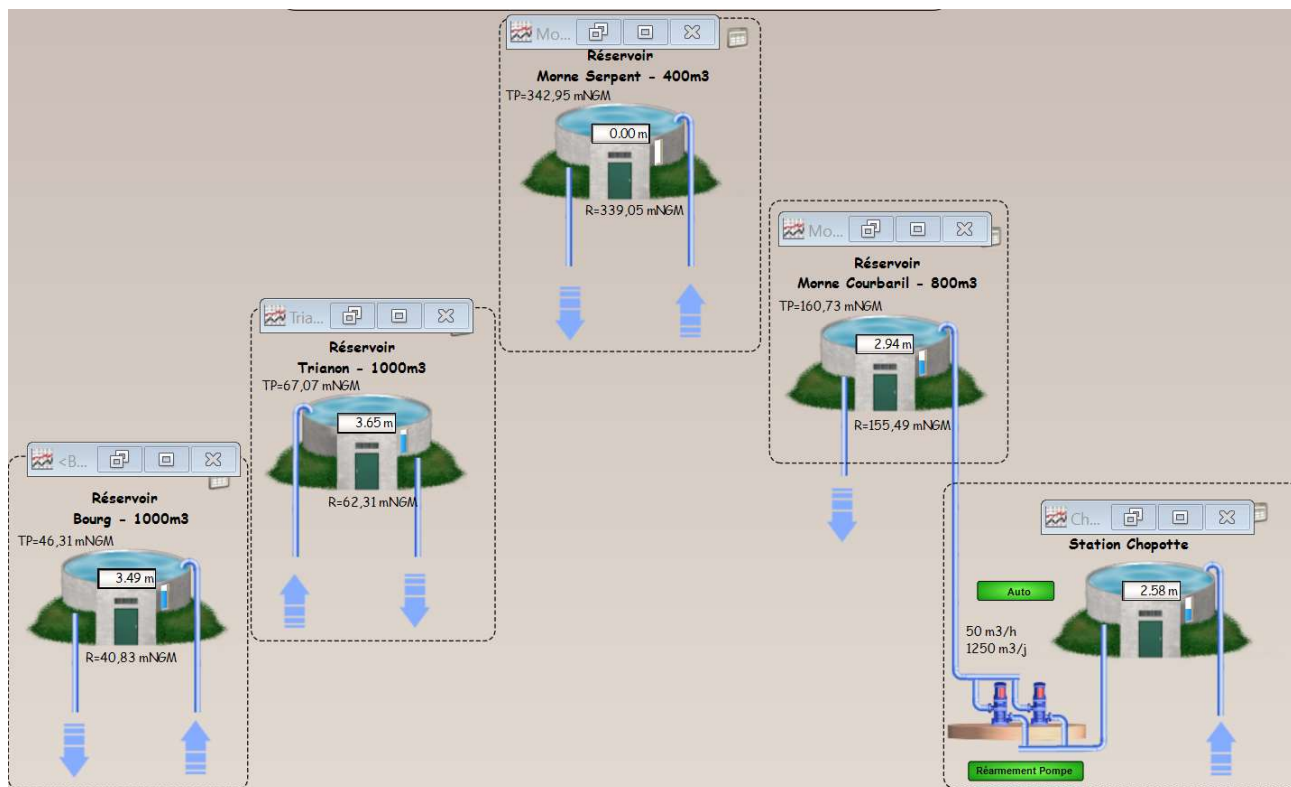 Mo...
Réservoir
Morne Serpent - 400m3
TP=342,95 mNGM
0.00 m
R=339,05 mNGM
Mo...
Réservoir
Morne Courbaril - 800m3
TP=160,73 mNGM
2.94 m
R=155,49 mNGM
Tria...
Réservoir
Trianon - 1000m3
TP=67,07 mNGM
3.65 m
R=62,31 mNGM
<B...
Réservoir
Bourg - 1000m3
TP=46,31 mNGM
3.49 m
R=40,83 mNGM
Ch...
Station Chopotte
Auto
2.58 m
50 m3/h
1250 m3/j
Réarmement Pompe